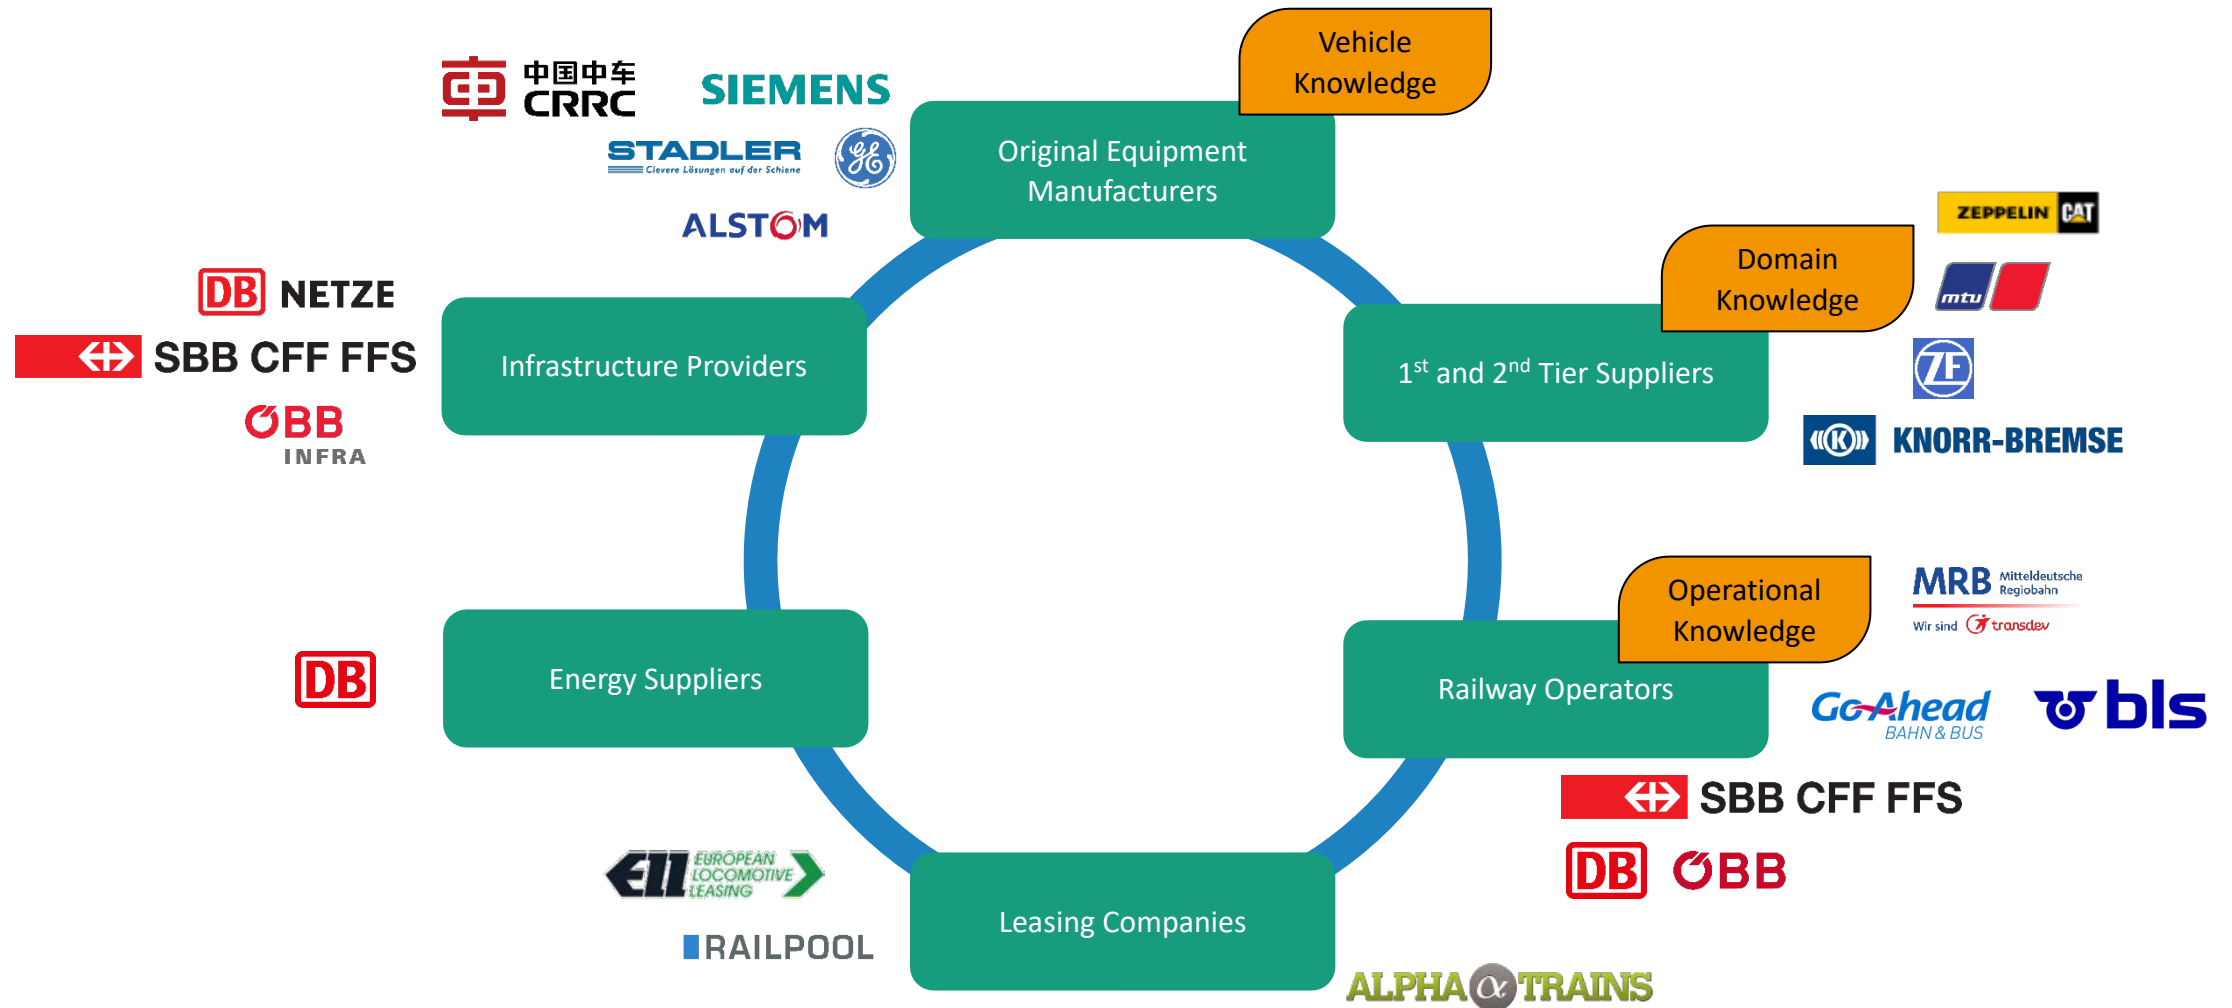 Vehicle
Knowledge
中国中车
CRRC
SIEMENS
STADLER
Clevere Lösungen auf der Schiene
GE
ALSTOM
Original Equipment
Manufacturers
ZEPPELIN CAT
Domain
Knowledge
mtu
ZF
KNORR-BREMSE
1st and 2nd Tier Suppliers
DB NETZE
SBB CFF FFS
ÖBB
INFRA
Infrastructure Providers
Operational
Knowledge
MRB Mitteldeutsche
Regiobahn
Wir sind transdev
Railway Operators
Go-Ahead
BAHN & BUS
bls
SBB CFF FFS
DB ÖBB
DB
Energy Suppliers
ell EUROPEAN
LOCOMOTIVE
LEASING
RAILPOOL
Leasing Companies
ALPHA α TRAINS